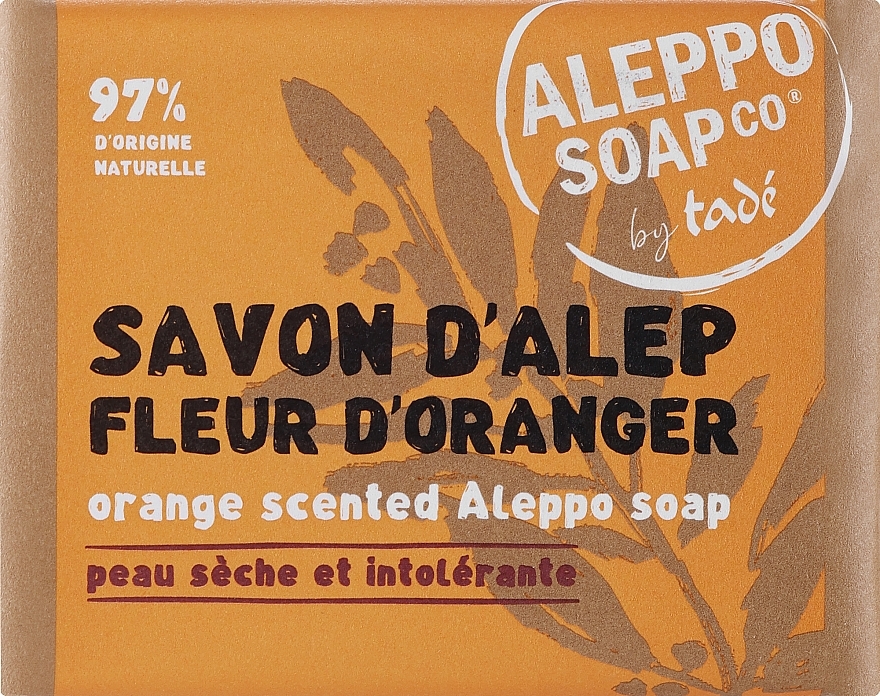 97%
D'ORIGINE
NATURELLE
ALEPPO
SOAP CO®
by tadé
SAVON D'ALEP
FLEUR D'ORANGER
orange scented Aleppo soap
peau sèche et intolérante